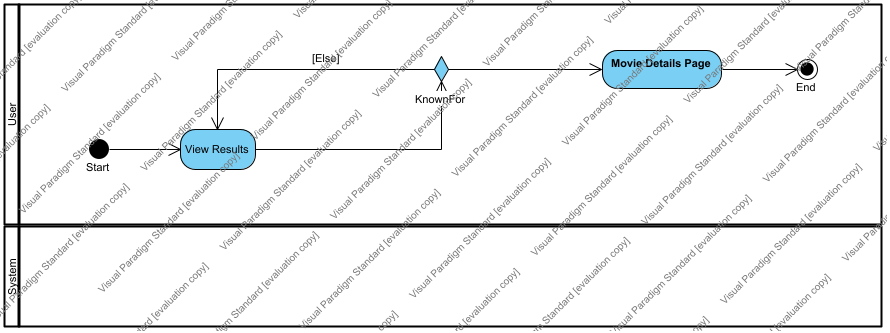 User
[Else]
Movie Details Page
KnownFor
End
View Results
Start
System
Visual Paradigm Standard [evaluation copy]